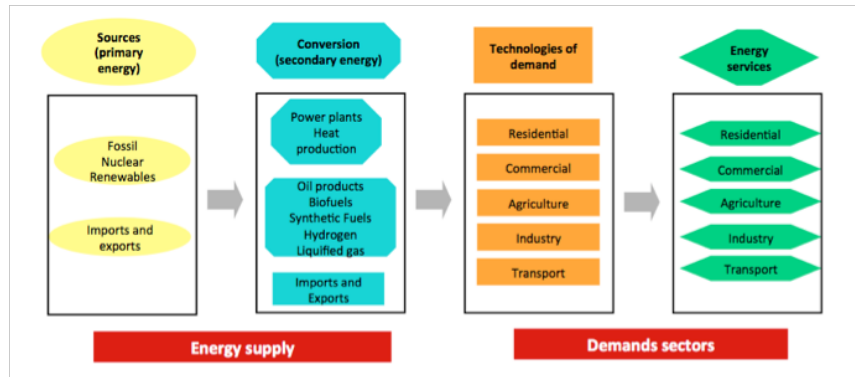 Sources
(primary
energy)
Conversion
(secondary energy)
Technologies of
demand
Energy
services
Fossil
Nuclear
Renewables
Imports and
exports
Power plants
Heat
production
Oil products
Biofuels
Synthetic Fuels
Hydrogen
Liquified gas
Imports and
Exports
Residential
Commercial
Agriculture
Industry
Transport
Residential
Commercial
Agriculture
Industry
Transport
Energy supply
Demands sectors